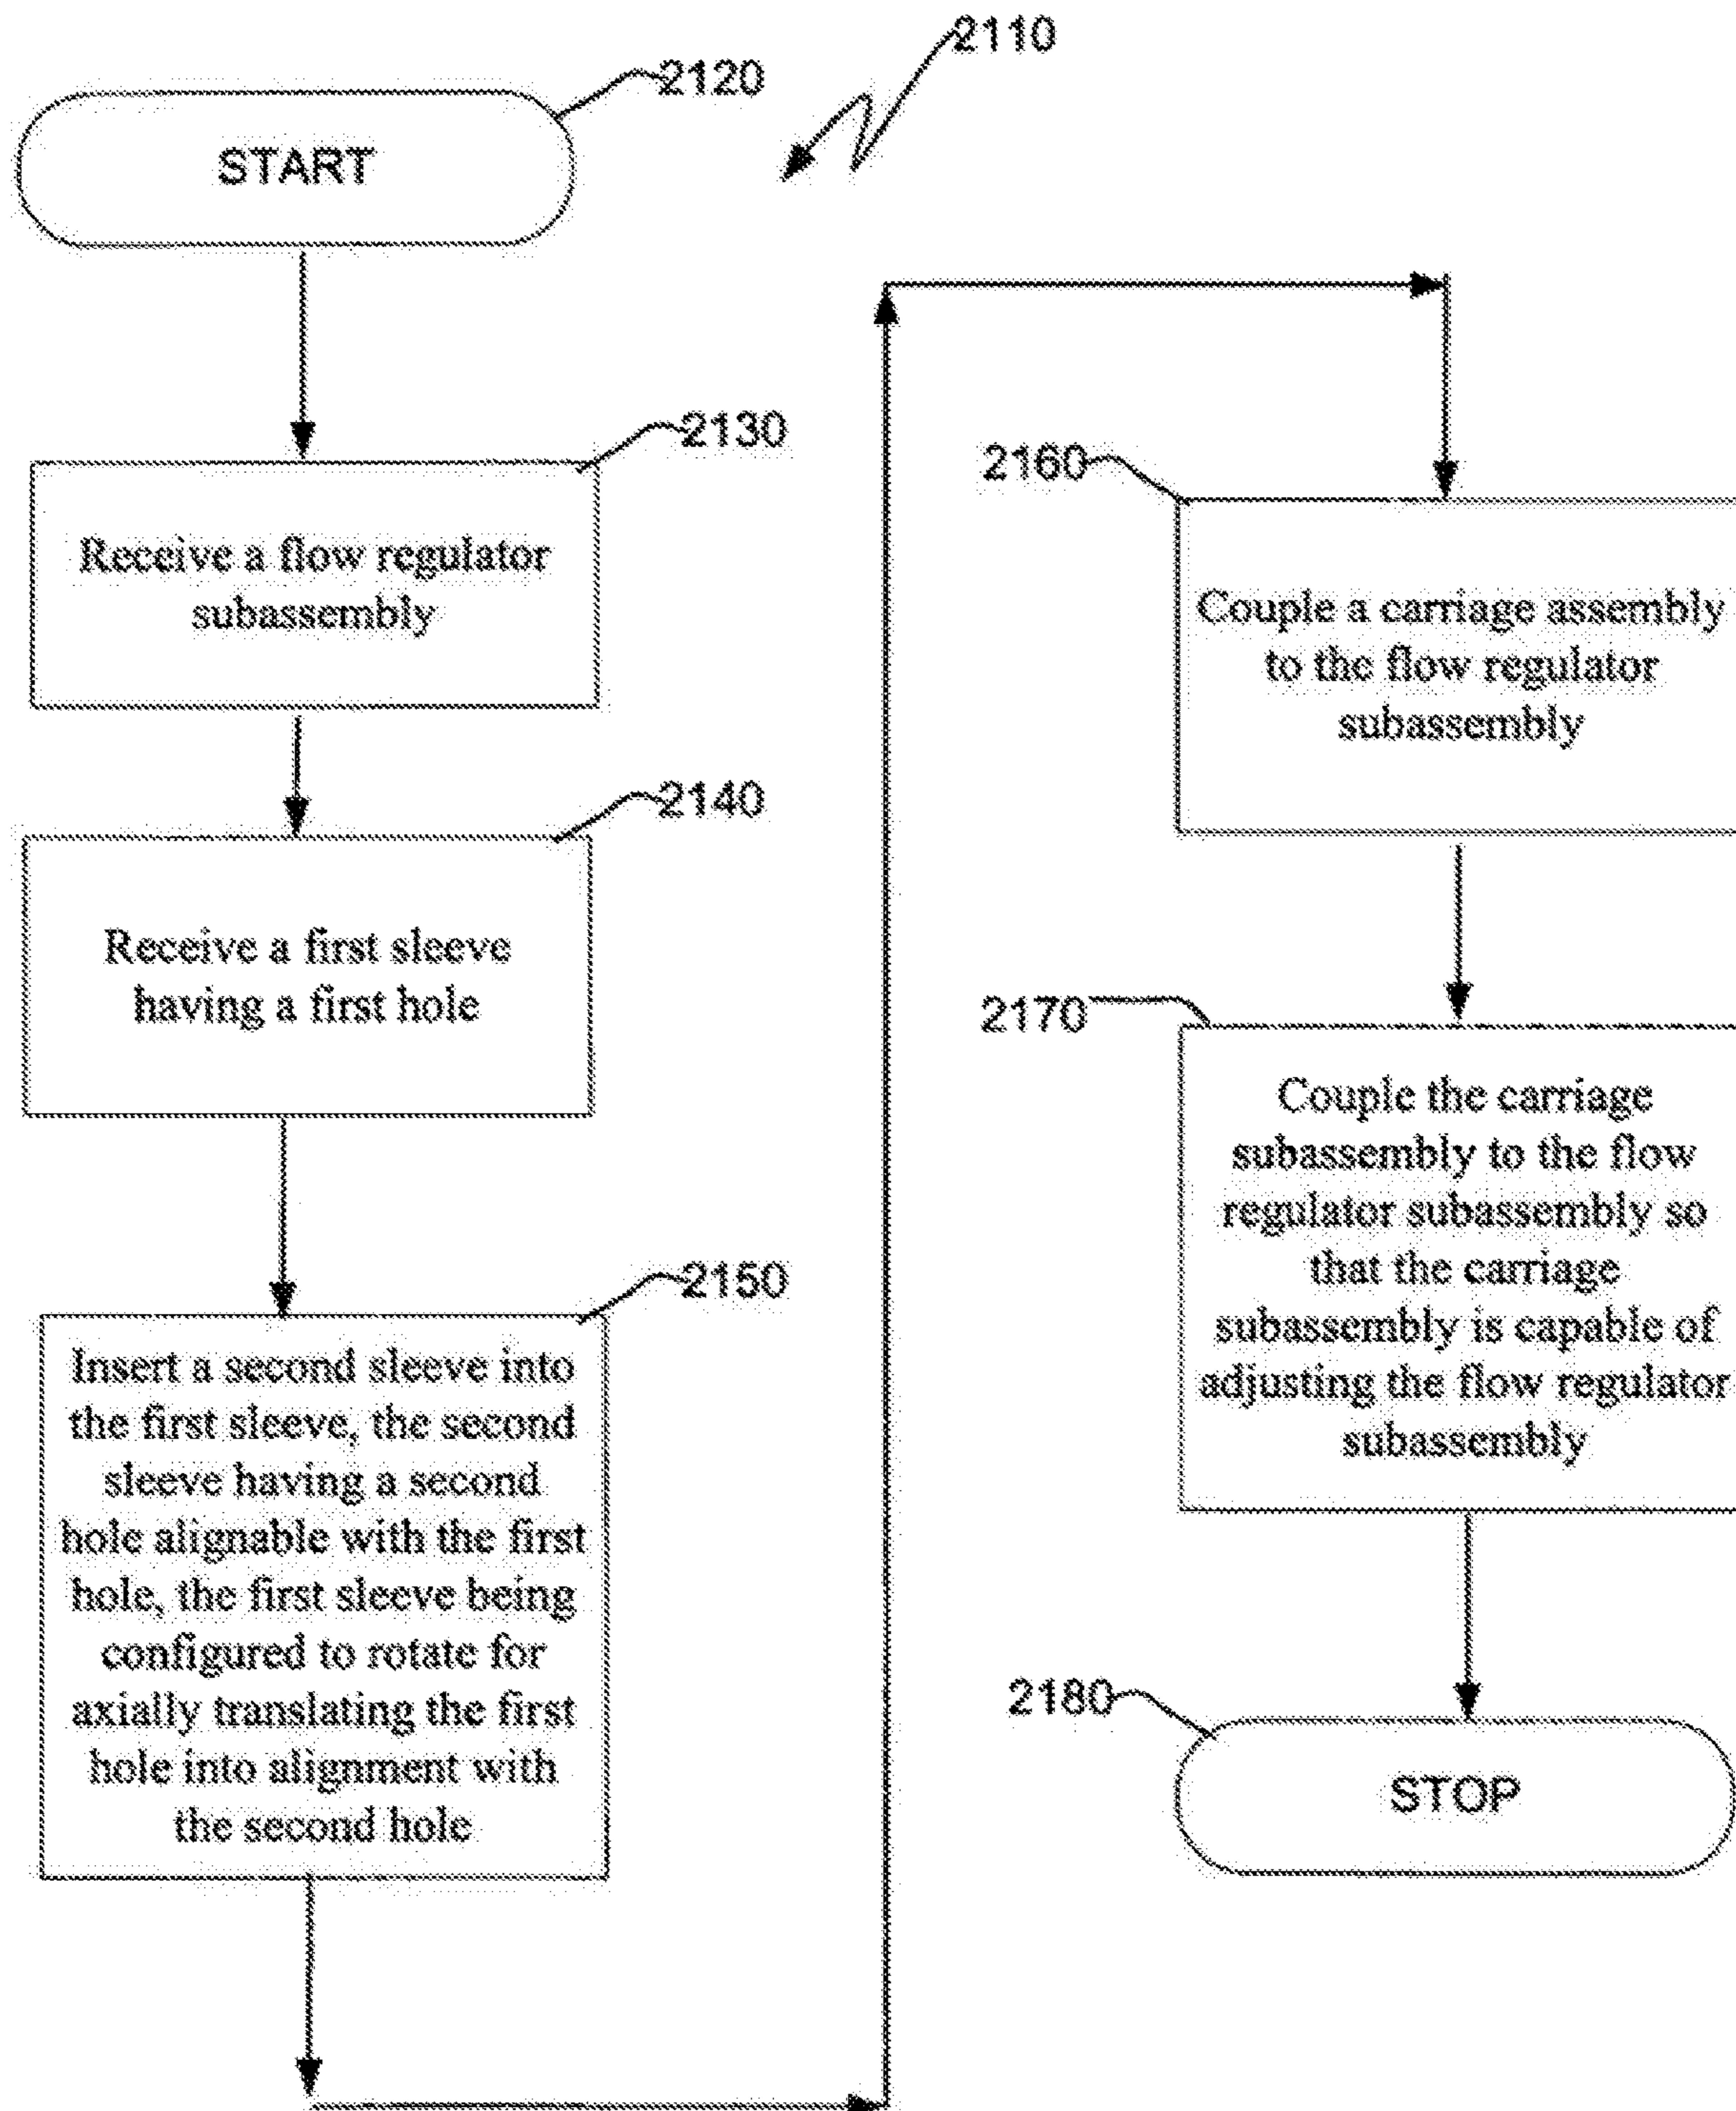 2110
2120
START
2130
Receive a flow regulator
subassembly
2140
Receive a first sleeve
having a first hole
2150
Insert a second sleeve into
the first sleeve, the second
sleeve having a second
hole alignable with the first
hole, the first sleeve being
configured to rotate for
axially translating the first
hole into alignment with
the second hole
2160
Couple a carriage assembly
to the flow regulator
subassembly
2170
Couple the carriage
subassembly to the flow
regulator subassembly so
that the carriage
subassembly is capable of
adjusting the flow regulator
subassembly
2180
STOP